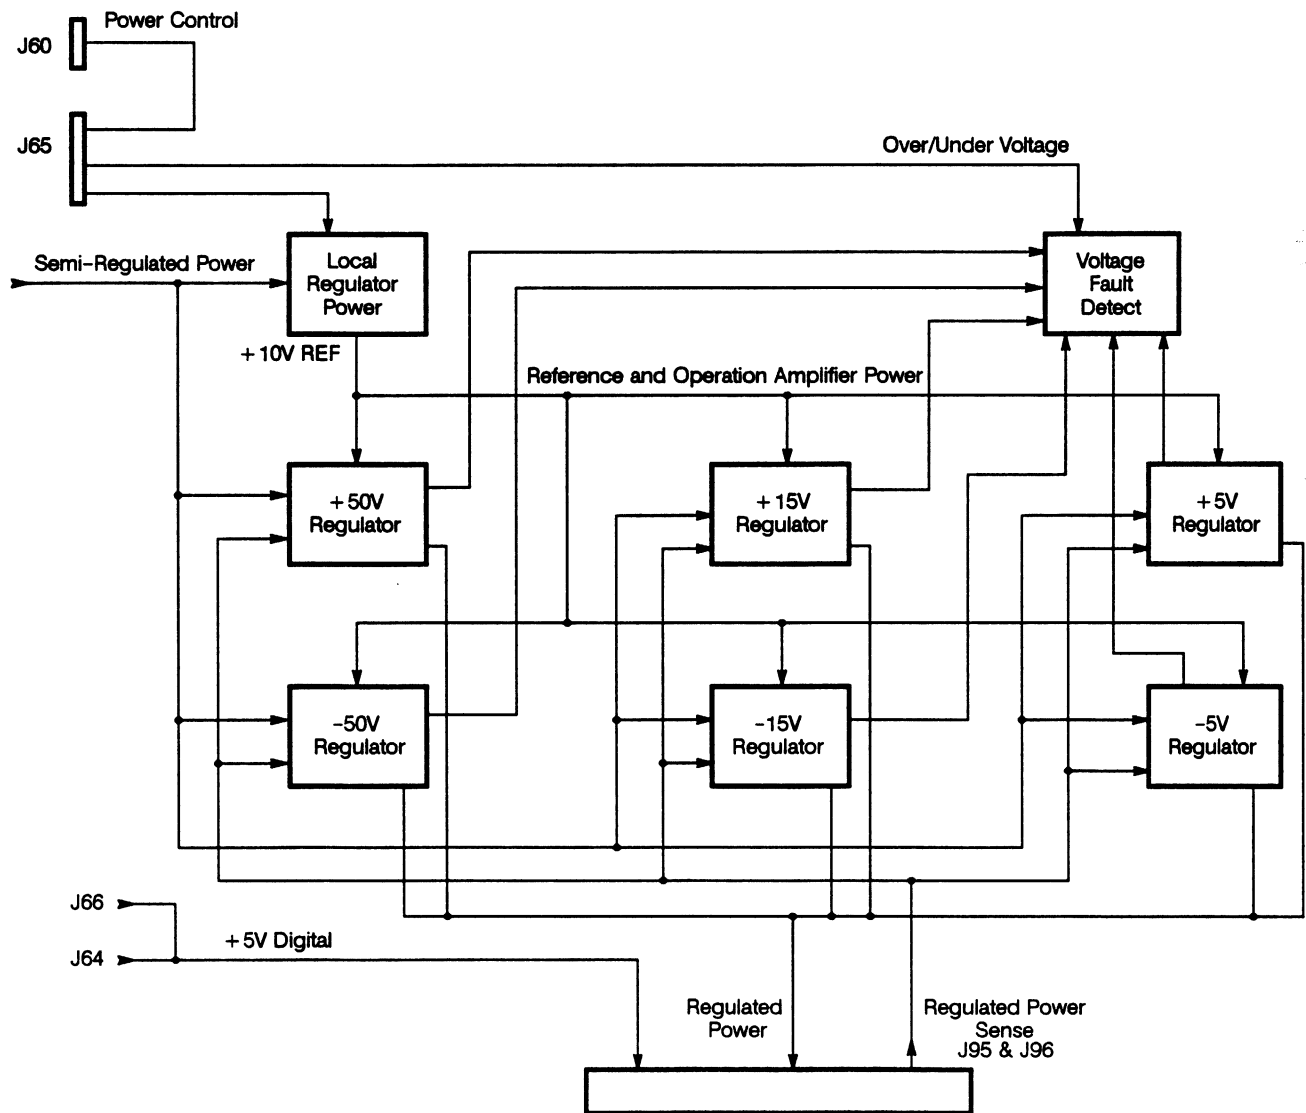 Power Control
J60
J65
Over/Under Voltage
Semi-Regulated Power
Local
Regulator
Power
Voltage
Fault
Detect
+10V REF
Reference and Operation Amplifier Power
+50V
Regulator
+15V
Regulator
+5V
Regulator
-50V
Regulator
-15V
Regulator
-5V
Regulator
J66
+5V Digital
J64
Regulated
Power
Regulated Power
Sense
J95 & J96